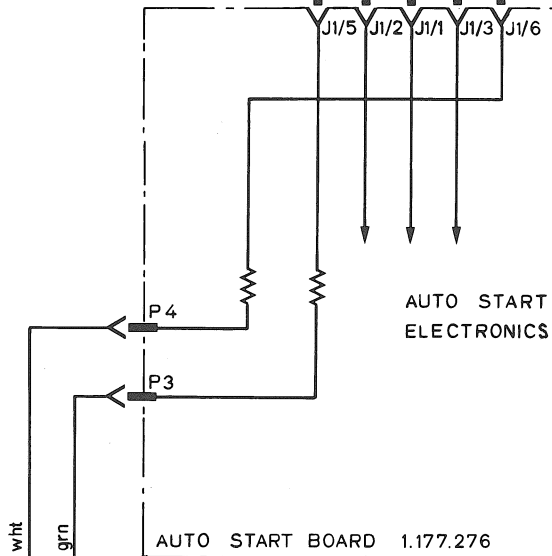 J1/5 J1/2 J1/1 J1/3 J1/6
P4
AUTO START
ELECTRONICS
P3
wht
grn
AUTO START BOARD 1.177.276